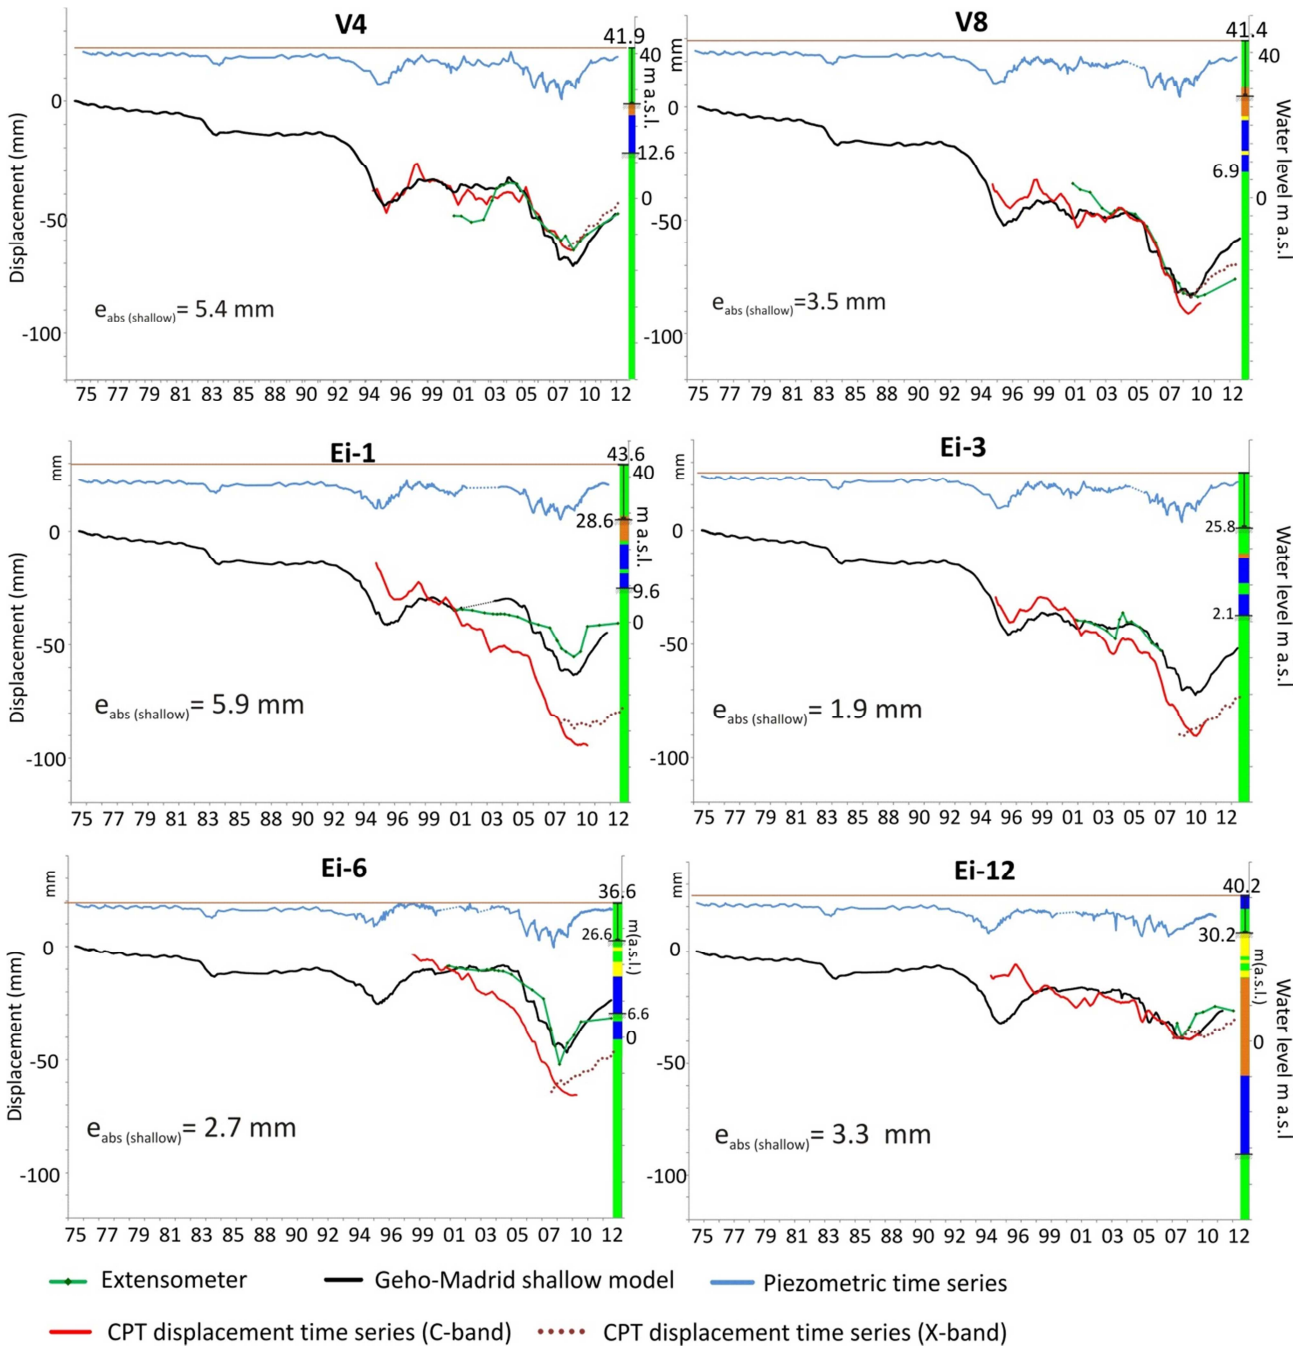 V4
41.9
40
m a.s.l.
12.6
0
0
-50
-100
Displacement (mm)
e abs (shallow) = 5.4 mm
75 77 79 81 83 85 88 90 92 94 96 97 99 01 03 05 07 10 12
V8
mm
41.4
40
6.9
0
Water level m a.s.l
0
-50
-100
e abs (shallow) =3.5 mm
75 77 79 81 83 85 88 90 92 94 96 97 99 01 03 05 07 10 12
Ei-1
mm
43.6
40
28.6
m a.s.l.
9.6
0
0
-50
-100
Displacement (mm)
e abs (shallow) = 5.9 mm
75 77 79 81 83 85 88 90 92 94 96 97 99 01 03 05 07 10 12
Ei-3
mm
25.8
2.1
Water level m a.s.l
0
-50
-100
e abs (shallow) = 1.9 mm
75 77 79 81 83 85 88 90 92 94 96 97 99 01 03 05 07 10 12
Ei-6
mm
36.6
26.6
m(a.s.l.)
6.6
0
0
-50
-100
Displacement (mm)
e abs (shallow) = 2.7 mm
75 77 79 81 83 85 88 90 92 94 96 97 99 01 03 05 07 10 12
Ei-12
mm
40.2
30.2
m(a.s.l.)
0
Water level m a.s.l
0
-50
-100
e abs (shallow) = 3.3 mm
75 77 79 81 83 85 88 90 92 94 96 97 99 01 03 05 07 10 12
Extensometer
Geho-Madrid shallow model
Piezometric time series
CPT displacement time series (C-band)
CPT displacement time series (X-band)